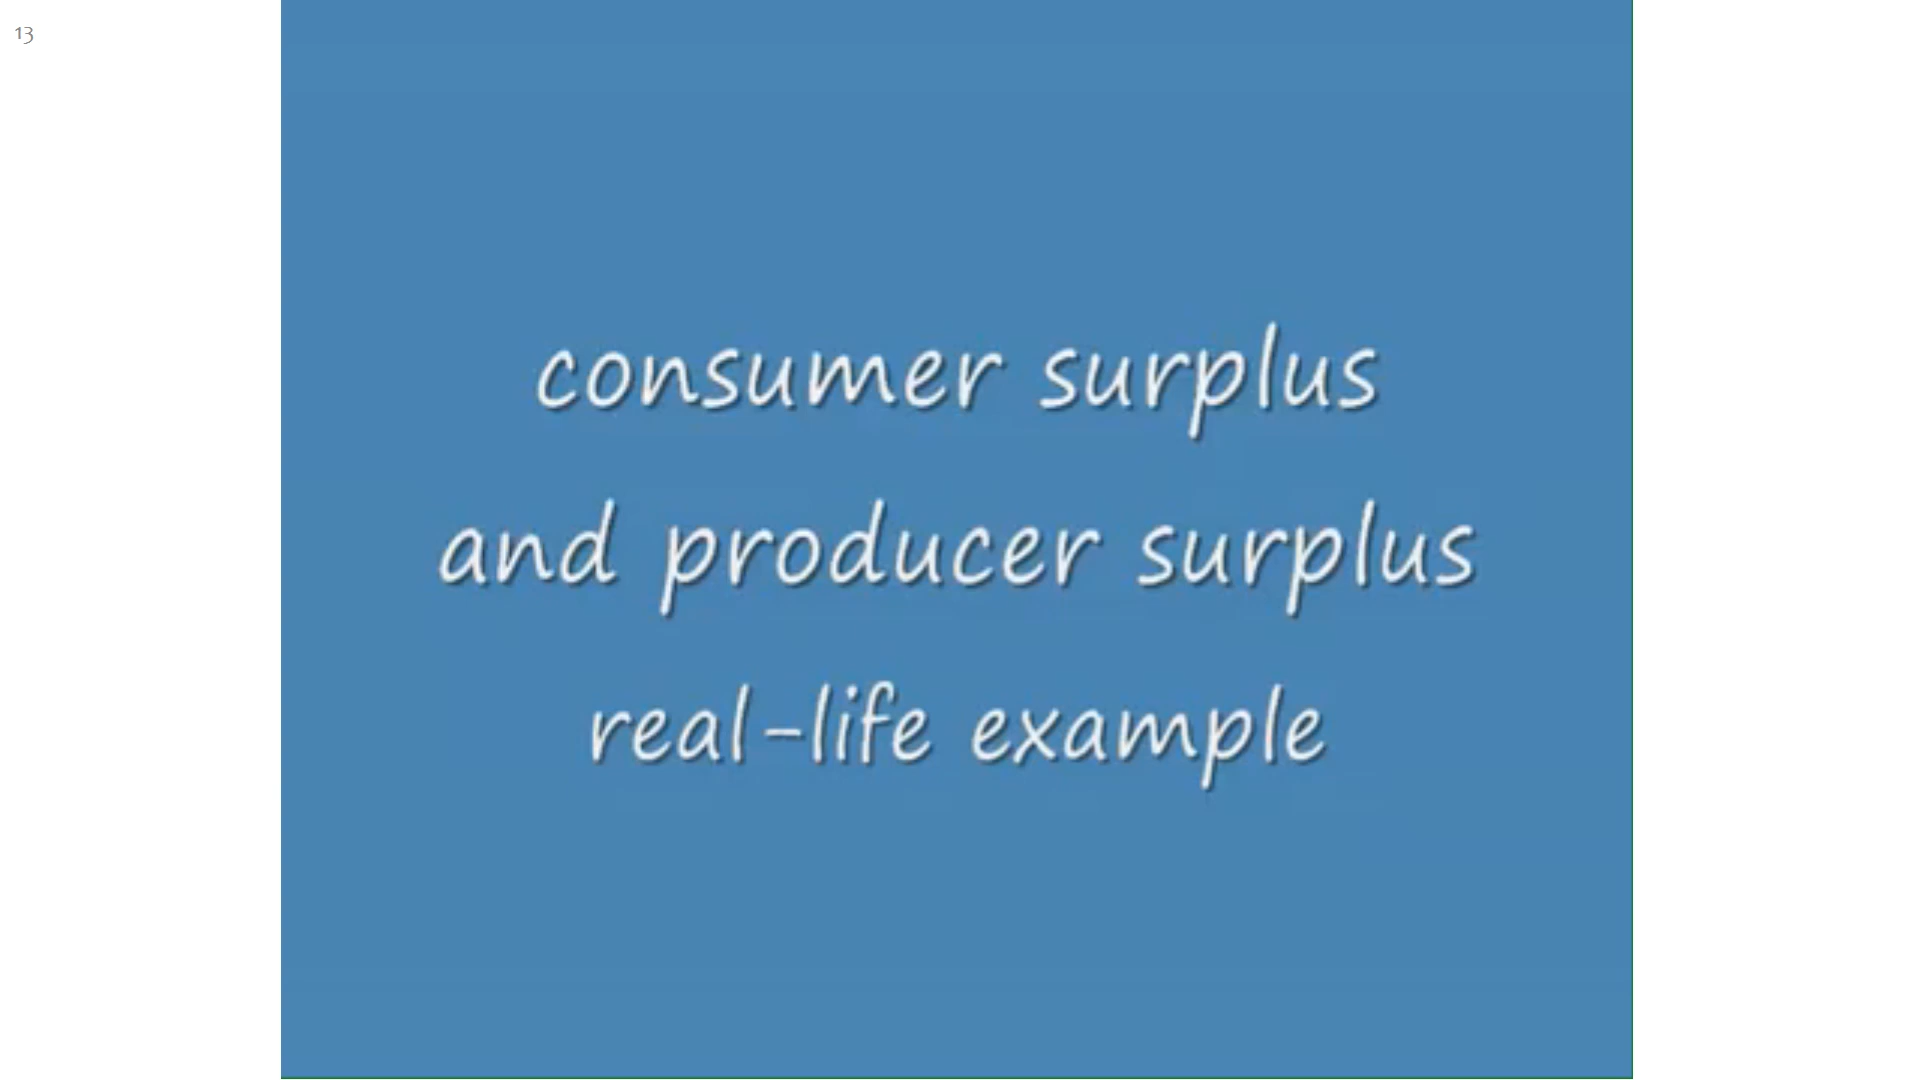 13
consumer surplus
and producer surplus
real-life example